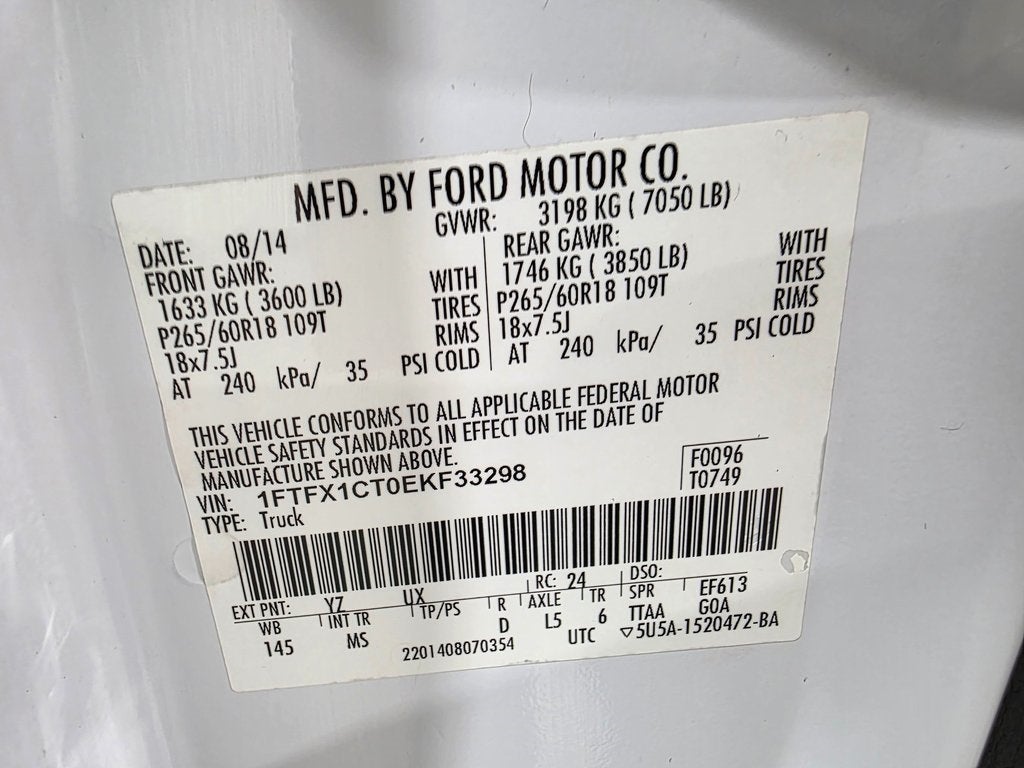 MFD. BY FORD MOTOR CO.
DATE: 08/14
GVWR: 3198 KG ( 7050 LB)
FRONT GAWR:
1633 KG ( 3600 LB) WITH
P265/60R18 109T TIRES
18x7.5J RIMS
AT 240 kPa/ 35 PSI COLD
REAR GAWR:
1746 KG ( 3850 LB) WITH
P265/60R18 109T TIRES
18x7.5J RIMS
AT 240 kPa/ 35 PSI COLD
THIS VEHICLE CONFORMS TO ALL APPLICABLE FEDERAL MOTOR
VEHICLE SAFETY STANDARDS IN EFFECT ON THE DATE OF
MANUFACTURE SHOWN ABOVE.
VIN: 1FTFX1CT0EKF33298
TYPE: Truck
F0096
T0749
EXT PNT: YZ UX RC: 24 DSO:
WB INT TR TP/PS R AXLE TR SPR EF613
145 MS D L5 6 TTAA GOA
2201408070354 UTC ▽5U5A-1520472-BA